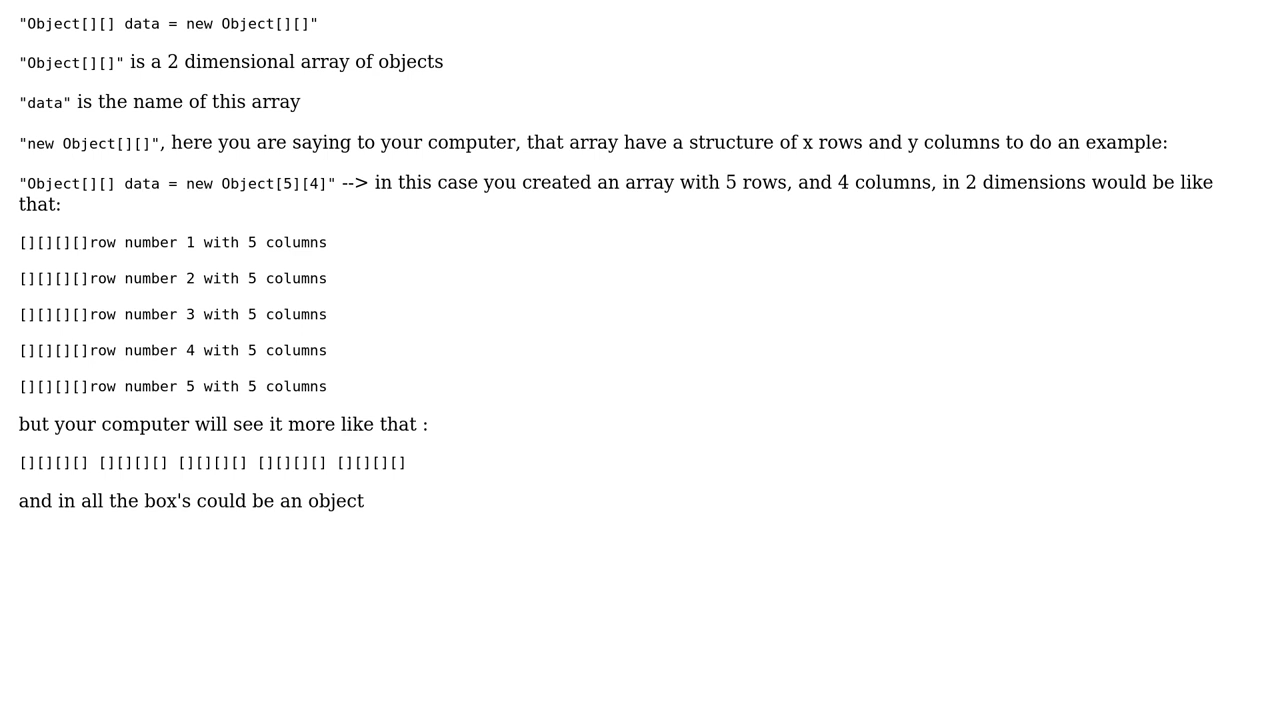 "Object[][] data = new Object[][]"
"Object[][]" is a 2 dimensional array of objects
"data" is the name of this array
"new Object[][]", here you are saying to your computer, that array have a structure of x rows and y columns to do an example:
"Object[][] data = new Object[5][4]" --> in this case you created an array with 5 rows, and 4 columns, in 2 dimensions would be like
that:
[][][][]row number 1 with 5 columns
[][][][]row number 2 with 5 columns
[][][][]row number 3 with 5 columns
[][][][]row number 4 with 5 columns
[][][][]row number 5 with 5 columns
but your computer will see it more like that :
[][][][] [][][][] [][][][] [][][][] [][][][]
and in all the box's could be an object